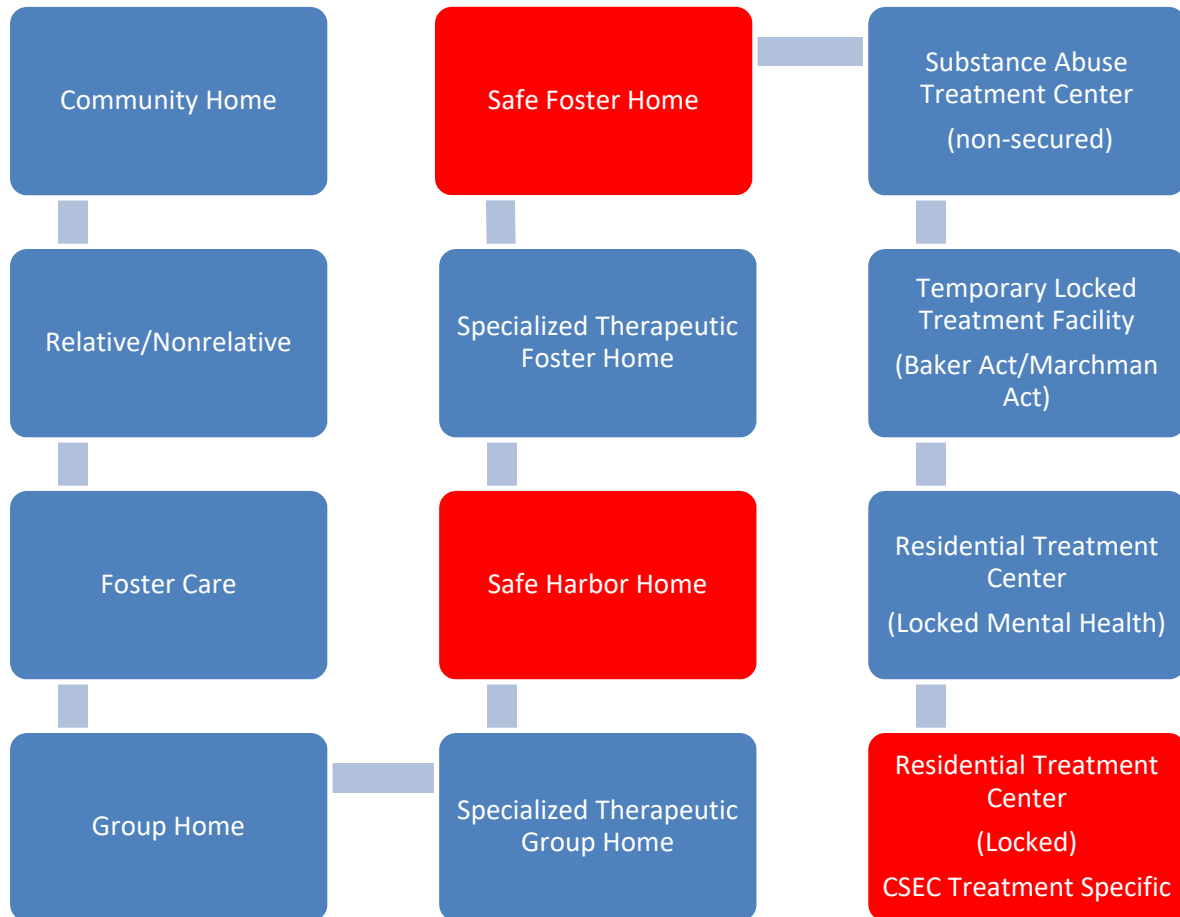 Community Home
Relative/Nonrelative
Foster Care
Group Home
Specialized Therapeutic
Group Home
Safe Harbor Home
Specialized Therapeutic
Foster Home
Safe Foster Home
Substance Abuse
Treatment Center
(non-secured)
Temporary Locked
Treatment Facility
(Baker Act/Marchman
Act)
Residential Treatment
Center
(Locked Mental Health)
Residential Treatment
Center
(Locked)
CSEC Treatment Specific